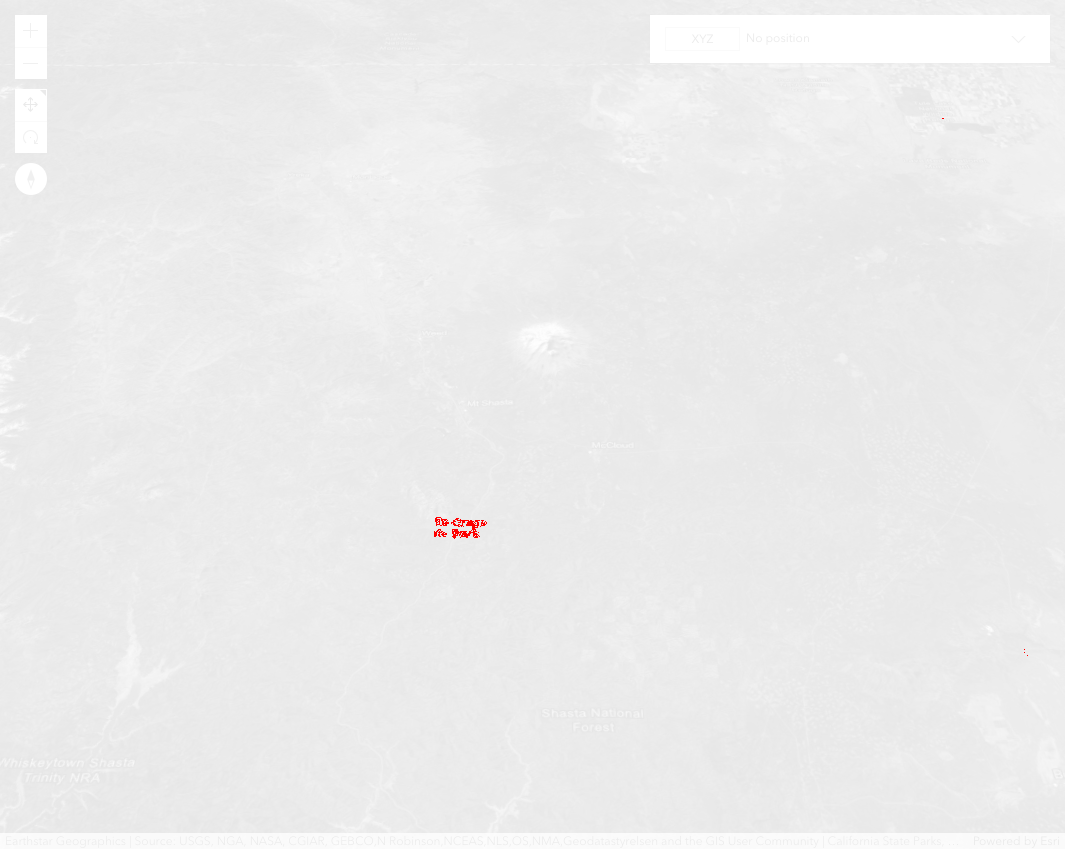 XYZ No position
Mt Shasta
McCloud
Shasta National
Forest
Whiskeytown Shasta
Trinity NRA
Earthstar Geographics | Source: USGS, NGA, NASA, CGIAR, GEBCO,N Robinson,NCEAS,NLS,OS,NMA,Geodatastyrelsen and the GIS User Community | California State Parks, Powered by Esri